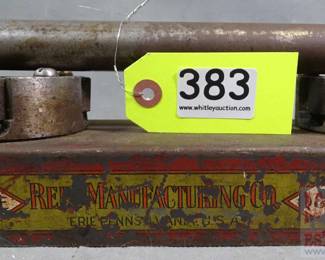 383
www.whitleyauction.com
REED MANUFACTURING CO.
ERIE, PENNSYLVANIA, U.S.A.